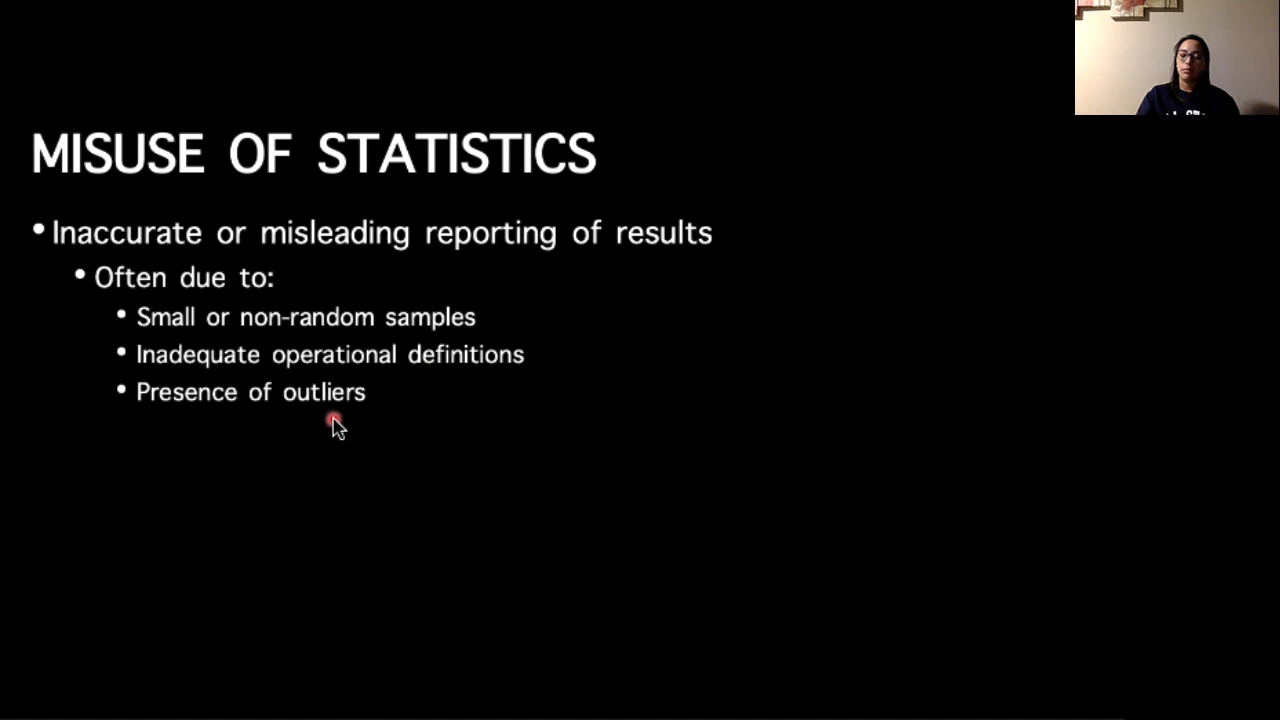 MISUSE OF STATISTICS
• Inaccurate or misleading reporting of results
• Often due to:
• Small or non-random samples
• Inadequate operational definitions
• Presence of outliers